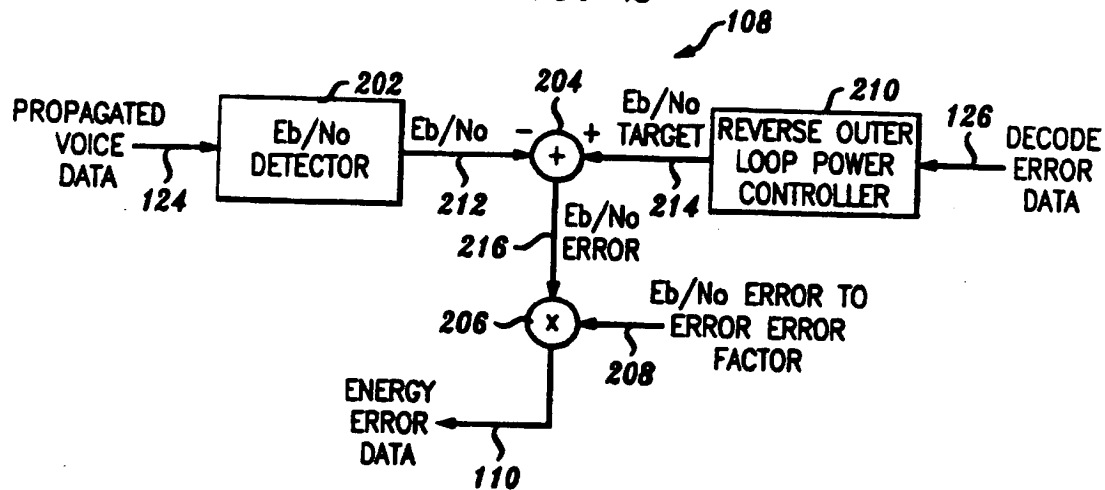 108
202
204
210
PROPAGATED
VOICE
DATA
124
Eb/No
DETECTOR
Eb/No
212
-
+
+
Eb/No
TARGET
214
REVERSE OUTER
LOOP POWER
CONTROLLER
126
DECODE
ERROR
DATA
216
Eb/No
ERROR
206
X
Eb/No ERROR TO
ERROR ERROR
FACTOR
208
ENERGY
ERROR
DATA
110